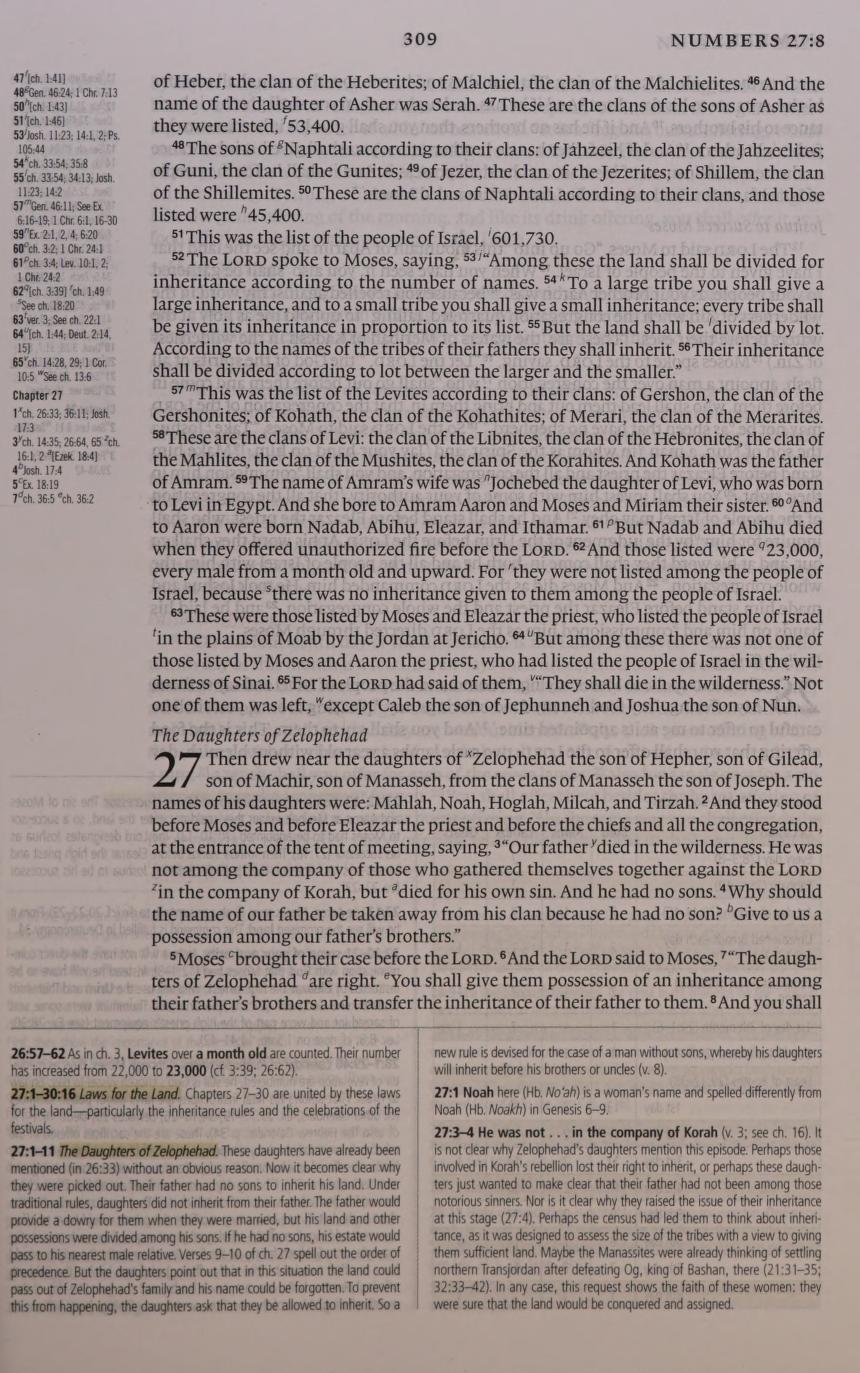 309
NUMBERS 27:8
47 f[ch. 1:41]
48 g Gen. 46:24; 1 Chr. 7:13
50 h[ch. 1:43]
51 i[ch. 1:46]
53 j Josh. 11:23; 14:1, 2; Ps.
105:44
54 k ch. 33:54; 35:8
55 l ch. 33:54; 34:13; Josh.
11:23; 14:2
57 m Gen. 46:11; See Ex.
6:16-19; 1 Chr. 6:1, 16-30
59 n Ex. 2:1, 2, 4; 6:20
60 o ch. 3:2; 1 Chr. 24:1
61 p ch. 3:4; Lev. 10:1, 2;
1 Chr. 24:2
62 q[ch. 3:39] r ch. 1:49
s See ch. 18:20
63 t ver. 3; See ch. 22:1
64 u[ch. 1:44; Deut. 2:14,
15]
65 v ch. 14:28, 29; 1 Cor.
10:5 w See ch. 13:6
Chapter 27
1 x ch. 26:33; 36:11; Josh.
17:3
3 y ch. 14:35; 26:64, 65 z ch.
16:1, 2 a[Ezek. 18:4]
4 b Josh. 17:4
5 c Ex. 18:19
7 d ch. 36:5 e ch. 36:2
of Heber, the clan of the Heberites; of Malchiel, the clan of the Malchielites. 46 And the
name of the daughter of Asher was Serah. 47 These are the clans of the sons of Asher as
they were listed, f 53,400.
48 The sons of g Naphtali according to their clans: of Jahzeel, the clan of the Jahzeelites;
of Guni, the clan of the Gunites; 49 of Jezer, the clan of the Jezerites; of Shillem, the clan
of the Shillemites. 50 These are the clans of Naphtali according to their clans, and those
listed were h 45,400.
51 This was the list of the people of Israel, i 601,730.
52 The LORD spoke to Moses, saying, 53 j "Among these the land shall be divided for
inheritance according to the number of names. 54 k To a large tribe you shall give a
large inheritance, and to a small tribe you shall give a small inheritance; every tribe shall
be given its inheritance in proportion to its list. 55 But the land shall be l divided by lot.
According to the names of the tribes of their fathers they shall inherit. 56 Their inheritance
shall be divided according to lot between the larger and the smaller."
57 m This was the list of the Levites according to their clans: of Gershon, the clan of the
Gershonites; of Kohath, the clan of the Kohathites; of Merari, the clan of the Merarites.
58 These are the clans of Levi: the clan of the Libnites, the clan of the Hebronites, the clan of
the Mahlites, the clan of the Mushites, the clan of the Korahites. And Kohath was the father
of Amram. 59 The name of Amram's wife was n Jochebed the daughter of Levi, who was born
to Levi in Egypt. And she bore to Amram Aaron and Moses and Miriam their sister. 60 o And
to Aaron were born Nadab, Abihu, Eleazar, and Ithamar. 61 p But Nadab and Abihu died
when they offered unauthorized fire before the LORD. 62 And those listed were q 23,000,
every male from a month old and upward. For r they were not listed among the people of
Israel, because s there was no inheritance given to them among the people of Israel.
63 These were those listed by Moses and Eleazar the priest, who listed the people of Israel
t in the plains of Moab by the Jordan at Jericho. 64 u But among these there was not one of
those listed by Moses and Aaron the priest, who had listed the people of Israel in the wil-
derness of Sinai. 65 For the LORD had said of them, v "They shall die in the wilderness." Not
one of them was left, w except Caleb the son of Jephunneh and Joshua the son of Nun.
The Daughters of Zelophehad
27 Then drew near the daughters of x Zelophehad the son of Hepher, son of Gilead,
son of Machir, son of Manasseh, from the clans of Manasseh the son of Joseph. The
names of his daughters were: Mahlah, Noah, Hoglah, Milcah, and Tirzah. 2 And they stood
before Moses and before Eleazar the priest and before the chiefs and all the congregation,
at the entrance of the tent of meeting, saying, 3 "Our father y died in the wilderness. He was
not among the company of those who gathered themselves together against the LORD
z in the company of Korah, but a died for his own sin. And he had no sons. 4 Why should
the name of our father be taken away from his clan because he had no son? b Give to us a
possession among our father's brothers."
5 Moses c brought their case before the LORD. 6 And the LORD said to Moses, 7 "The daugh-
ters of Zelophehad d are right. e You shall give them possession of an inheritance among
their father's brothers and transfer the inheritance of their father to them. 8 And you shall
26:57–62 As in ch. 3, Levites over a month old are counted. Their number
has increased from 22,000 to 23,000 (cf. 3:39; 26:62).
27:1–30:16 Laws for the Land. Chapters 27–30 are united by these laws
for the land—particularly the inheritance rules and the celebrations of the
festivals.
27:1–11 The Daughters of Zelophehad. These daughters have already been
mentioned (in 26:33) without an obvious reason. Now it becomes clear why
they were picked out. Their father had no sons to inherit his land. Under
traditional rules, daughters did not inherit from their father. The father would
provide a dowry for them when they were married, but his land and other
possessions were divided among his sons. If he had no sons, his estate would
pass to his nearest male relative. Verses 9–10 of ch. 27 spell out the order of
precedence. But the daughters point out that in this situation the land could
pass out of Zelophehad's family and his name could be forgotten. To prevent
this from happening, the daughters ask that they be allowed to inherit. So a
new rule is devised for the case of a man without sons, whereby his daughters
will inherit before his brothers or uncles (v. 8).
27:1 Noah here (Hb. No'ah) is a woman's name and spelled differently from
Noah (Hb. Noakh) in Genesis 6–9.
27:3–4 He was not . . . in the company of Korah (v. 3; see ch. 16). It
is not clear why Zelophehad's daughters mention this episode. Perhaps those
involved in Korah's rebellion lost their right to inherit, or perhaps these daugh-
ters just wanted to make clear that their father had not been among those
notorious sinners. Nor is it clear why they raised the issue of their inheritance
at this stage (27:4). Perhaps the census had led them to think about inheri-
tance, as it was designed to assess the size of the tribes with a view to giving
them sufficient land. Maybe the Manassites were already thinking of settling
northern Transjordan after defeating Og, king of Bashan, there (21:31–35;
32:33–42). In any case, this request shows the faith of these women: they
were sure that the land would be conquered and assigned.